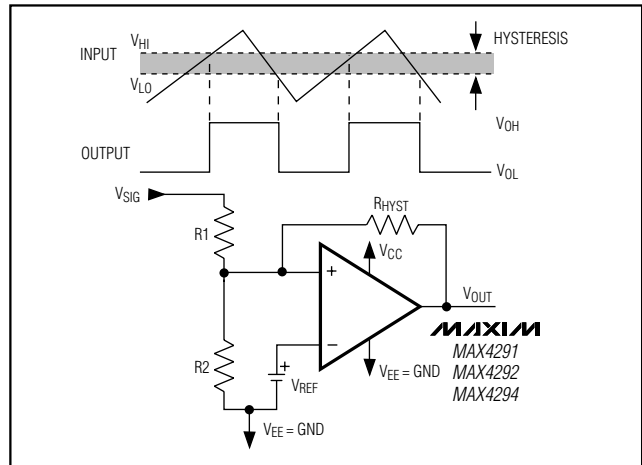 V_HI
INPUT
HYSTERESIS
V_LO
V_OH
OUTPUT
V_OL
V_SIG
R_HYST
R1
V_CC
+
V_OUT
MAXIM
−
MAX4291
R2
+
V_REF
V_EE = GND
MAX4292
MAX4294
V_EE = GND